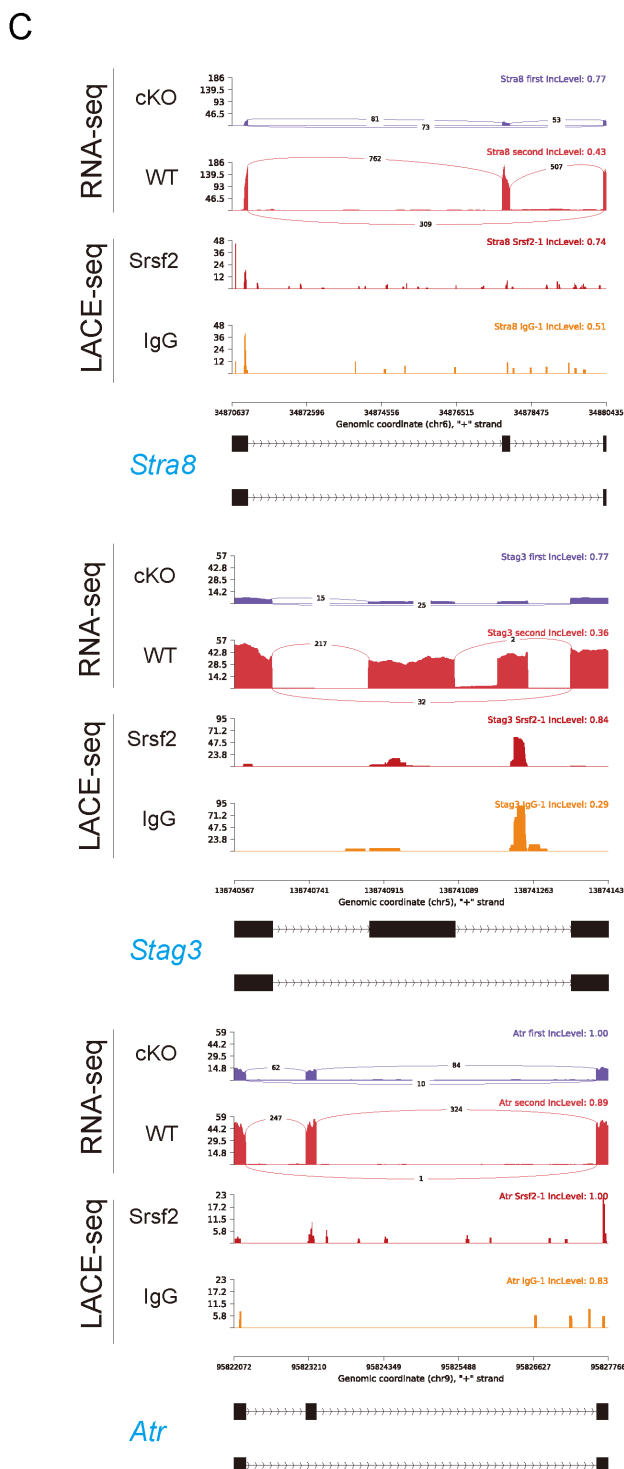 C
RNA-seq
cKO
186
139.5
93
46.5
Stra8 first IncLevel: 0.77
81
53
73
WT
186
139.5
93
46.5
Stra8 second IncLevel: 0.43
762
507
309
LACE-seq
Srsf2
48
36
24
12
Stra8 Srsf2-1 IncLevel: 0.74
IgG
48
36
24
12
Stra8 IgG-1 IncLevel: 0.51
34870637 34872596 34874556 34876515 34878475 34880435
Genomic coordinate (chr6), "+" strand
Stra8
RNA-seq
cKO
57
42.8
28.5
14.2
Stag3 first IncLevel: 0.77
15
25
WT
57
42.8
28.5
14.2
Stag3 second IncLevel: 0.36
217
2
32
LACE-seq
Srsf2
95
71.2
47.5
23.8
Stag3 Srsf2-1 IncLevel: 0.84
IgG
95
71.2
47.5
23.8
Stag3 IgG-1 IncLevel: 0.29
138740567 138740741 138740915 138741089 138741263 13874143
Genomic coordinate (chr5), "+" strand
Stag3
RNA-seq
cKO
59
44.2
29.5
14.8
Atr first IncLevel: 1.00
62
84
10
WT
59
44.2
29.5
14.8
Atr second IncLevel: 0.89
247
324
1
LACE-seq
Srsf2
23
17.2
11.5
5.8
Atr Srsf2-1 IncLevel: 1.00
IgG
23
17.2
11.5
5.8
Atr IgG-1 IncLevel: 0.83
95822072 95823210 95824349 95825488 95826627 95827766
Genomic coordinate (chr9), "+" strand
Atr